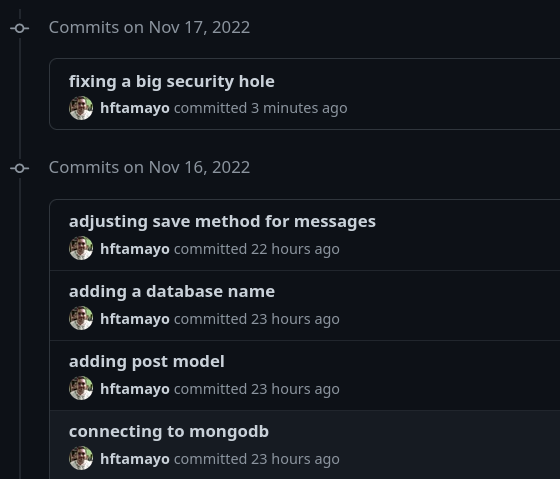 Commits on Nov 17, 2022
fixing a big security hole
hftamayo committed 3 minutes ago
Commits on Nov 16, 2022
adjusting save method for messages
hftamayo committed 22 hours ago
adding a database name
hftamayo committed 23 hours ago
adding post model
hftamayo committed 23 hours ago
connecting to mongodb
hftamayo committed 23 hours ago